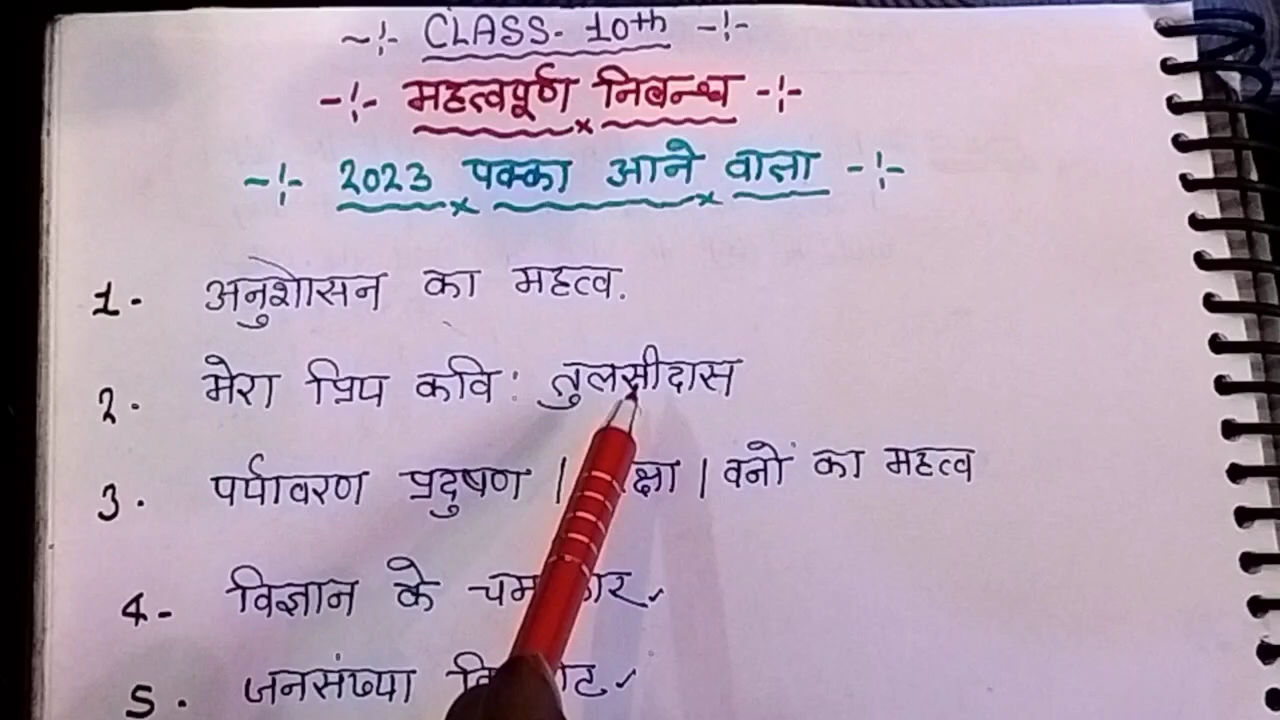 ~!- CLASS- 10th -!-
-!- महत्वपूर्ण निबन्ध -!-
~!- 2023 पक्का आने वाला -!-
1- अनुशासन का महत्व.
2. मेरा प्रिय कवि: तुलसीदास
3. पर्यावरण प्रदुषण | | वनों का महत्व
4- विज्ञान के
5. जनसंख्या